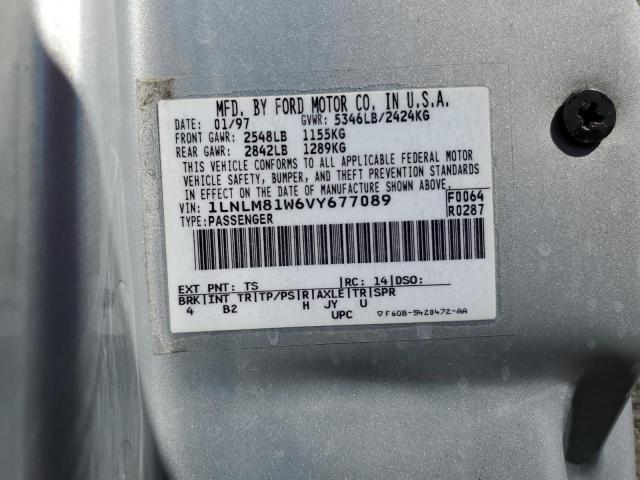 MFD. BY FORD MOTOR CO. IN U.S.A.
DATE: 01/97 GVWR: 5346LB/2424KG
FRONT GAWR: 2548LB 1155KG
REAR GAWR: 2842LB 1289KG
THIS VEHICLE CONFORMS TO ALL APPLICABLE FEDERAL MOTOR
VEHICLE SAFETY, BUMPER, AND THEFT PREVENTION STANDARDS
IN EFFECT ON THE DATE OF MANUFACTURE SHOWN ABOVE.
VIN: 1LNLM81W6VY677089 F0064
TYPE: PASSENGER R0287
EXT PNT: TS RC: 14 DSO:
BRK INT TR TP/PS R AXLE TR SPR
4 B2 H JY U
UPC ▽F60B-5420472-AA